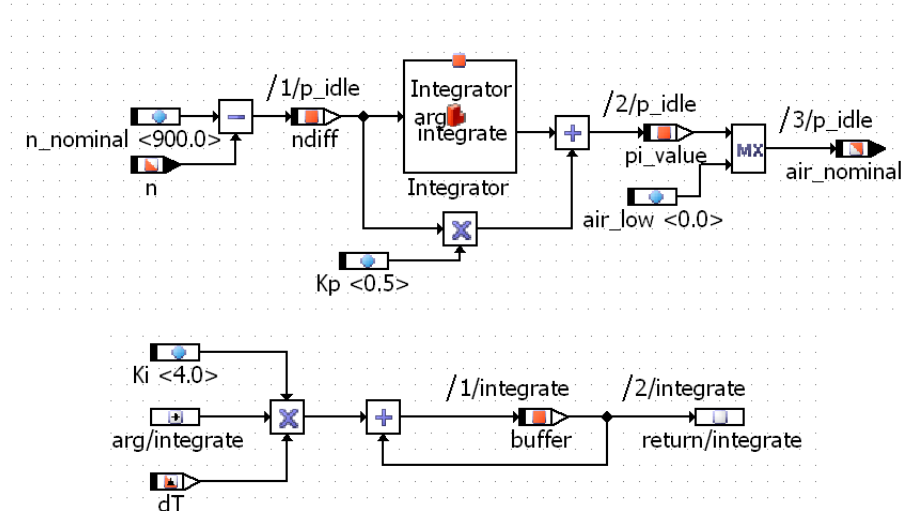 /1/p_idle
Integrator
arg
integrate
/2/p_idle
/3/p_idle
n_nominal <900.0>
ndiff
pi_value
MX
n
Integrator
air_low <0.0>
air_nominal
Kp <0.5>
Ki <4.0>
/1/integrate
/2/integrate
arg/integrate
buffer
return/integrate
dT